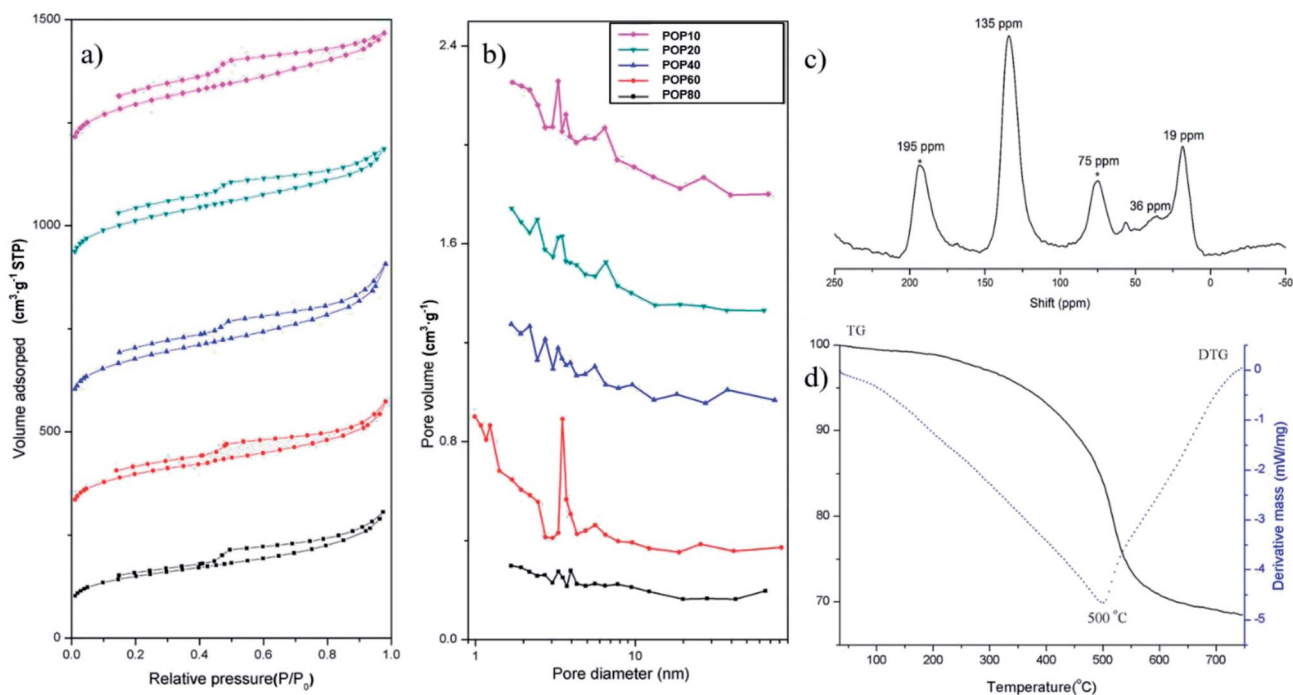 a)
1500
1000
500
0
0.0 0.2 0.4 0.6 0.8 1.0
Volume adsorped (cm³·g⁻¹ STP)
Relative pressure(P/P₀)
b)
POP10
POP20
POP40
POP60
POP80
2.4
1.6
0.8
0.0
1 10
Pore volume (cm³·g⁻¹)
Pore diameter (nm)
c)
135 ppm
195 ppm
*
75 ppm
*
36 ppm
19 ppm
250 200 150 100 50 0 -50
Shift (ppm)
d)
TG
DTG
100
90
80
70
0
-1
-2
-3
-4
-5
500 °C
100 200 300 400 500 600 700
Derivative mass (mW/mg)
Temperature(°C)